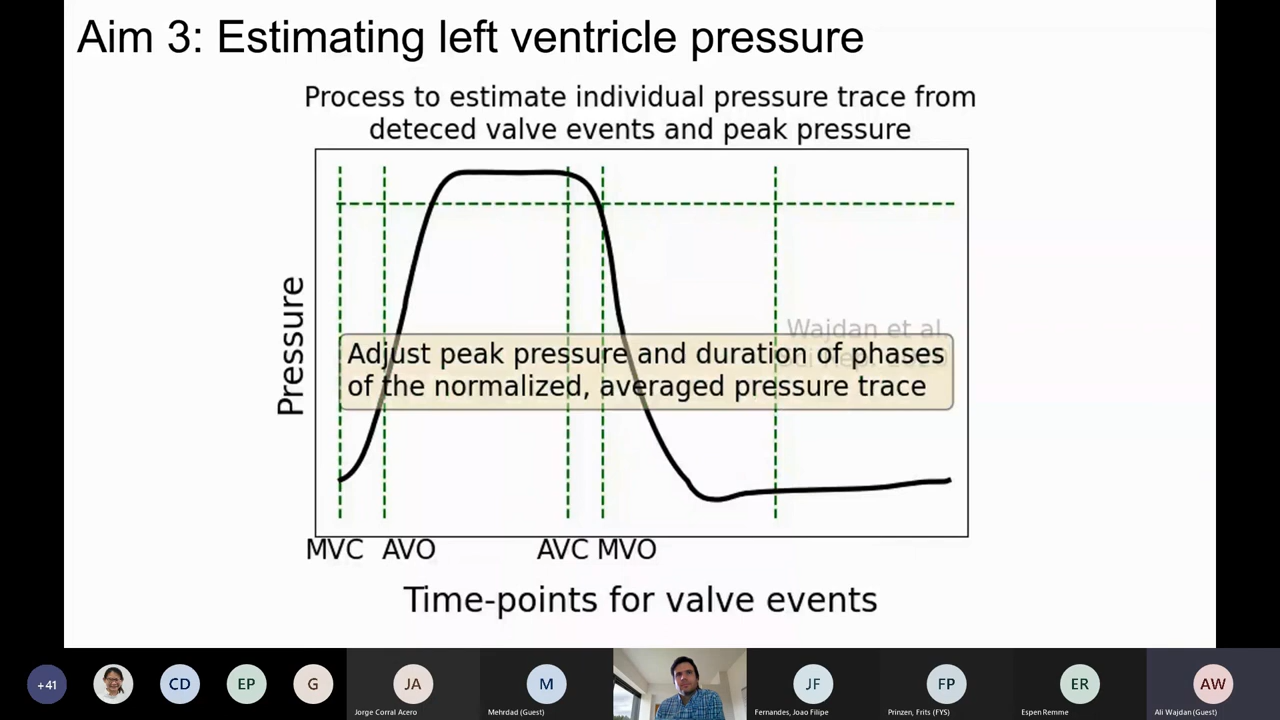 Aim 3: Estimating left ventricle pressure
Process to estimate individual pressure trace from
deteced valve events and peak pressure
Pressure
Wajdan et al.
Adjust peak pressure and duration of phases
of the normalized, averaged pressure trace
MVC AVO AVC MVO
Time-points for valve events
+41 CD EP G JA M JF FP ER AW
Jorge Corral Acero Mehrdad (Guest) Fernandes, Joao Filipe Prinzen, Frits (FYS) Espen Remme Ali Wajdan (Guest)